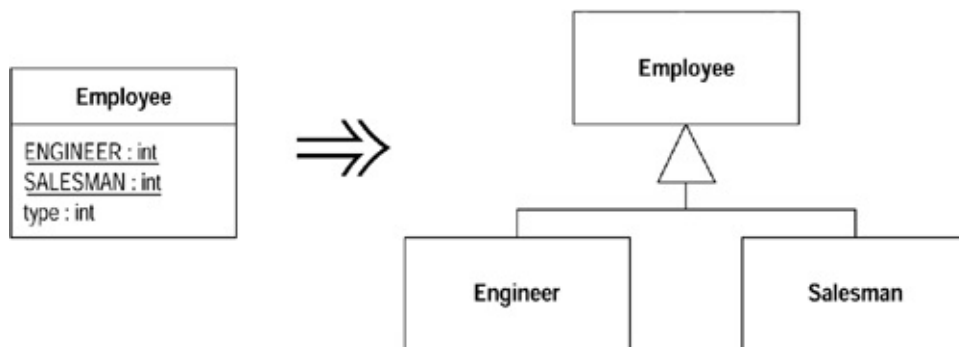 Employee
ENGINEER : int
SALESMAN : int
type : int
Employee
Engineer
Salesman